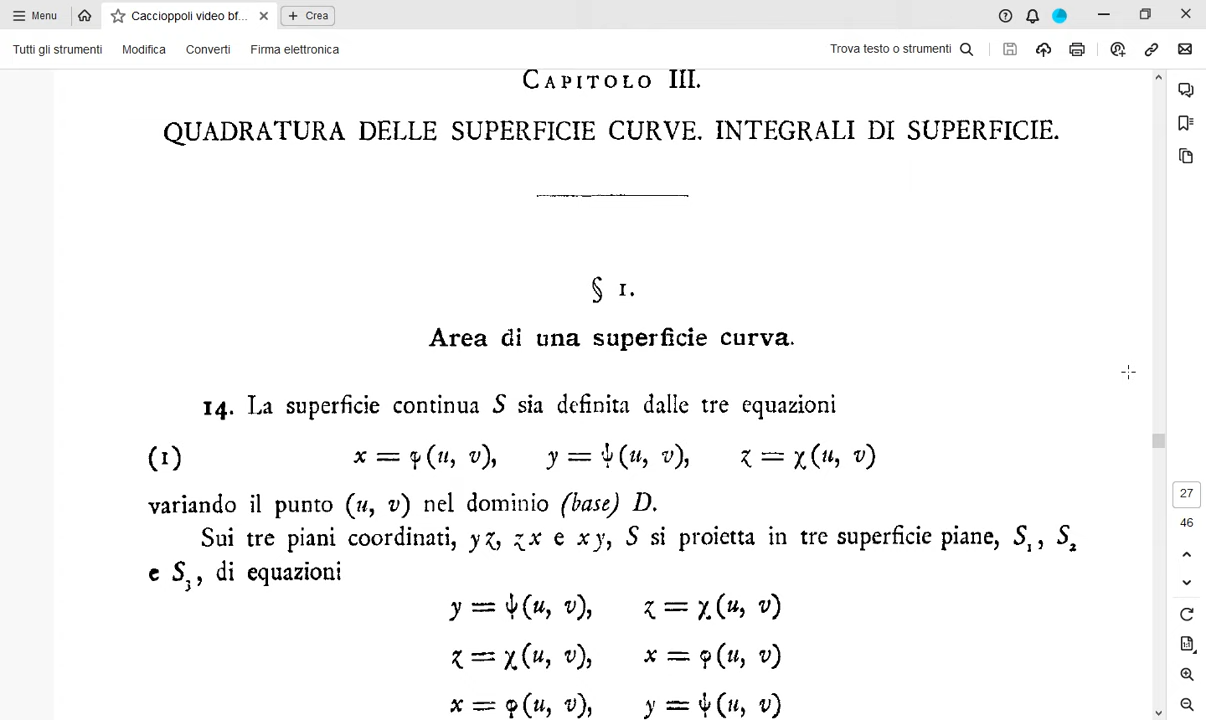 Menu
Caccioppoli video bf...
Crea
Tutti gli strumenti Modifica Converti Firma elettronica
Trova testo o strumenti
CAPITOLO III.
QUADRATURA DELLE SUPERFICIE CURVE. INTEGRALI DI SUPERFICIE.
§ 1.
Area di una superficie curva.
14. La superficie continua S sia definita dalle tre equazioni
(1) x = φ(u, v), y = ψ(u, v), z = χ(u, v)
variando il punto (u, v) nel dominio (base) D.
Sui tre piani coordinati, yz, zx e xy, S si proietta in tre superficie piane, S₁, S₂
e S₃, di equazioni
y = ψ(u, v), z = χ(u, v)
z = χ(u, v), x = φ(u, v)
x = φ(u, v), y = ψ(u, v)
27
46